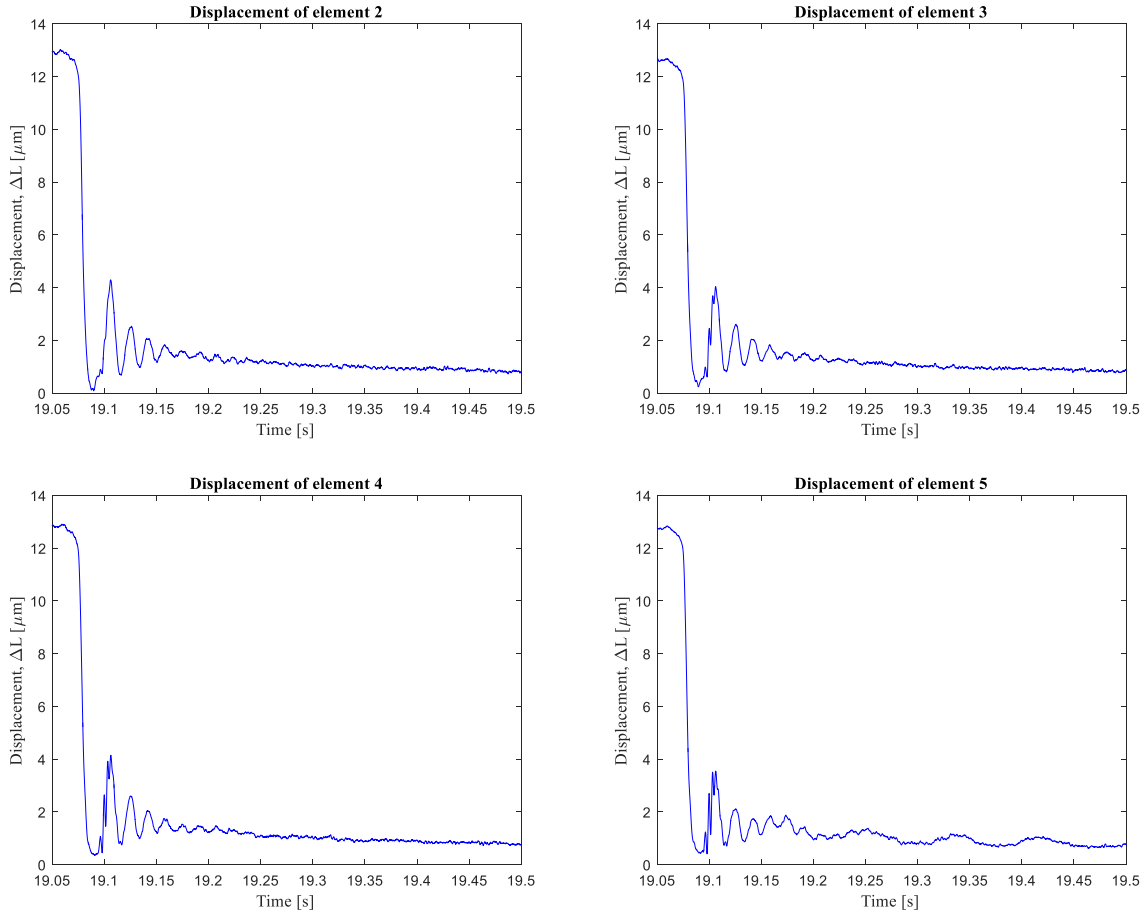 Displacement of element 2
14
12
10
8
6
4
2
0
Displacement, ΔL [μm]
19.05 19.1 19.15 19.2 19.25 19.3 19.35 19.4 19.45 19.5
Time [s]
Displacement of element 3
14
12
10
8
6
4
2
0
Displacement, ΔL [μm]
19.05 19.1 19.15 19.2 19.25 19.3 19.35 19.4 19.45 19.5
Time [s]
Displacement of element 4
14
12
10
8
6
4
2
0
Displacement, ΔL [μm]
19.05 19.1 19.15 19.2 19.25 19.3 19.35 19.4 19.45 19.5
Time [s]
Displacement of element 5
14
12
10
8
6
4
2
0
Displacement, ΔL [μm]
19.05 19.1 19.15 19.2 19.25 19.3 19.35 19.4 19.45 19.5
Time [s]